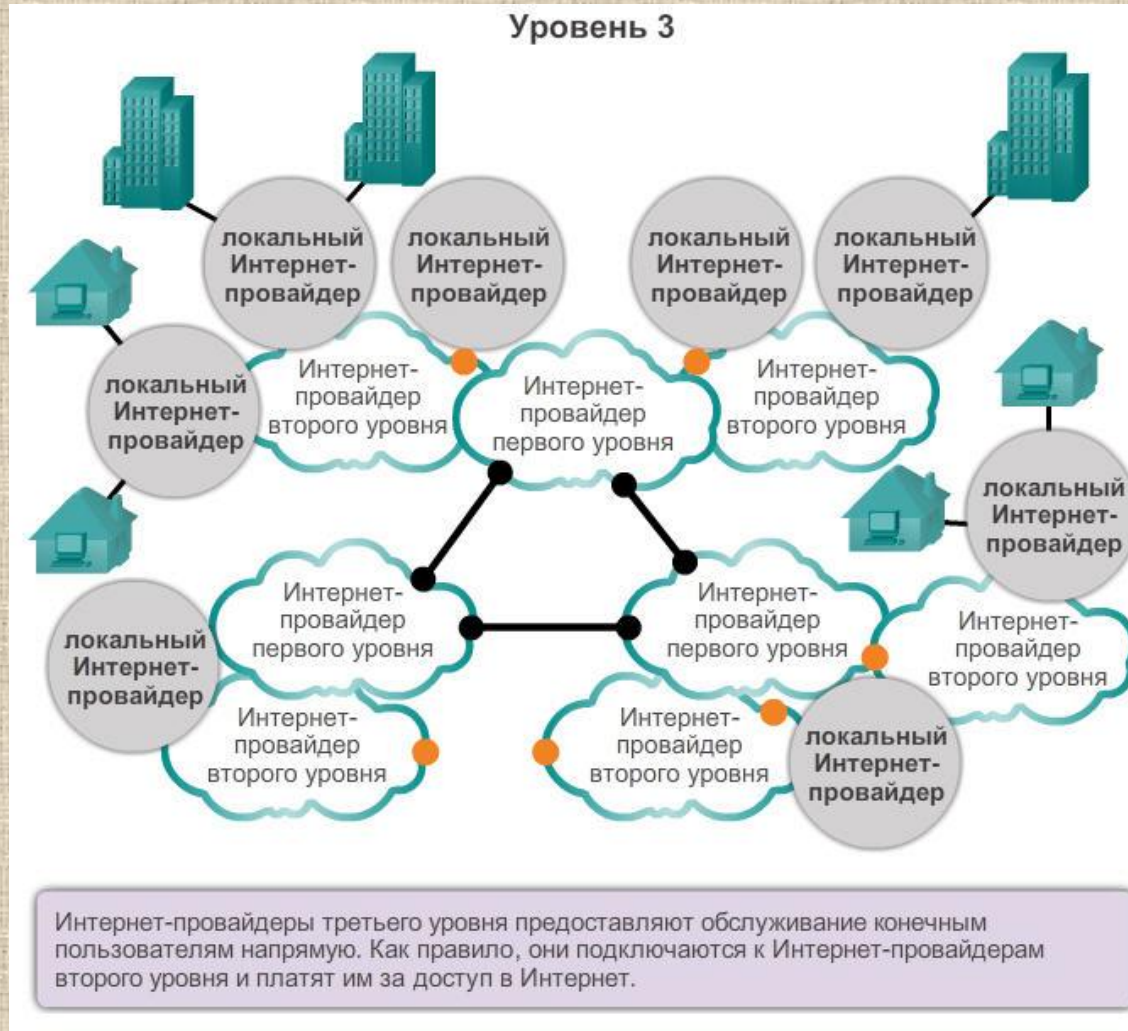 Уровень 3
локальный
Интернет-
провайдер
локальный
Интернет-
провайдер
локальный
Интернет-
провайдер
локальный
Интернет-
провайдер
локальный
Интернет-
провайдер
Интернет-
провайдер
второго уровня
Интернет-
провайдер
первого уровня
Интернет-
провайдер
второго уровня
локальный
Интернет-
провайдер
локальный
Интернет-
провайдер
Интернет-
провайдер
первого уровня
Интернет-
провайдер
первого уровня
Интернет-
провайдер
второго уровня
Интернет-
провайдер
второго уровня
Интернет-
провайдер
второго уровня
локальный
Интернет-
провайдер
Интернет-провайдеры третьего уровня предоставляют обслуживание конечным
пользователям напрямую. Как правило, они подключаются к Интернет-провайдерам
второго уровня и платят им за доступ в Интернет.